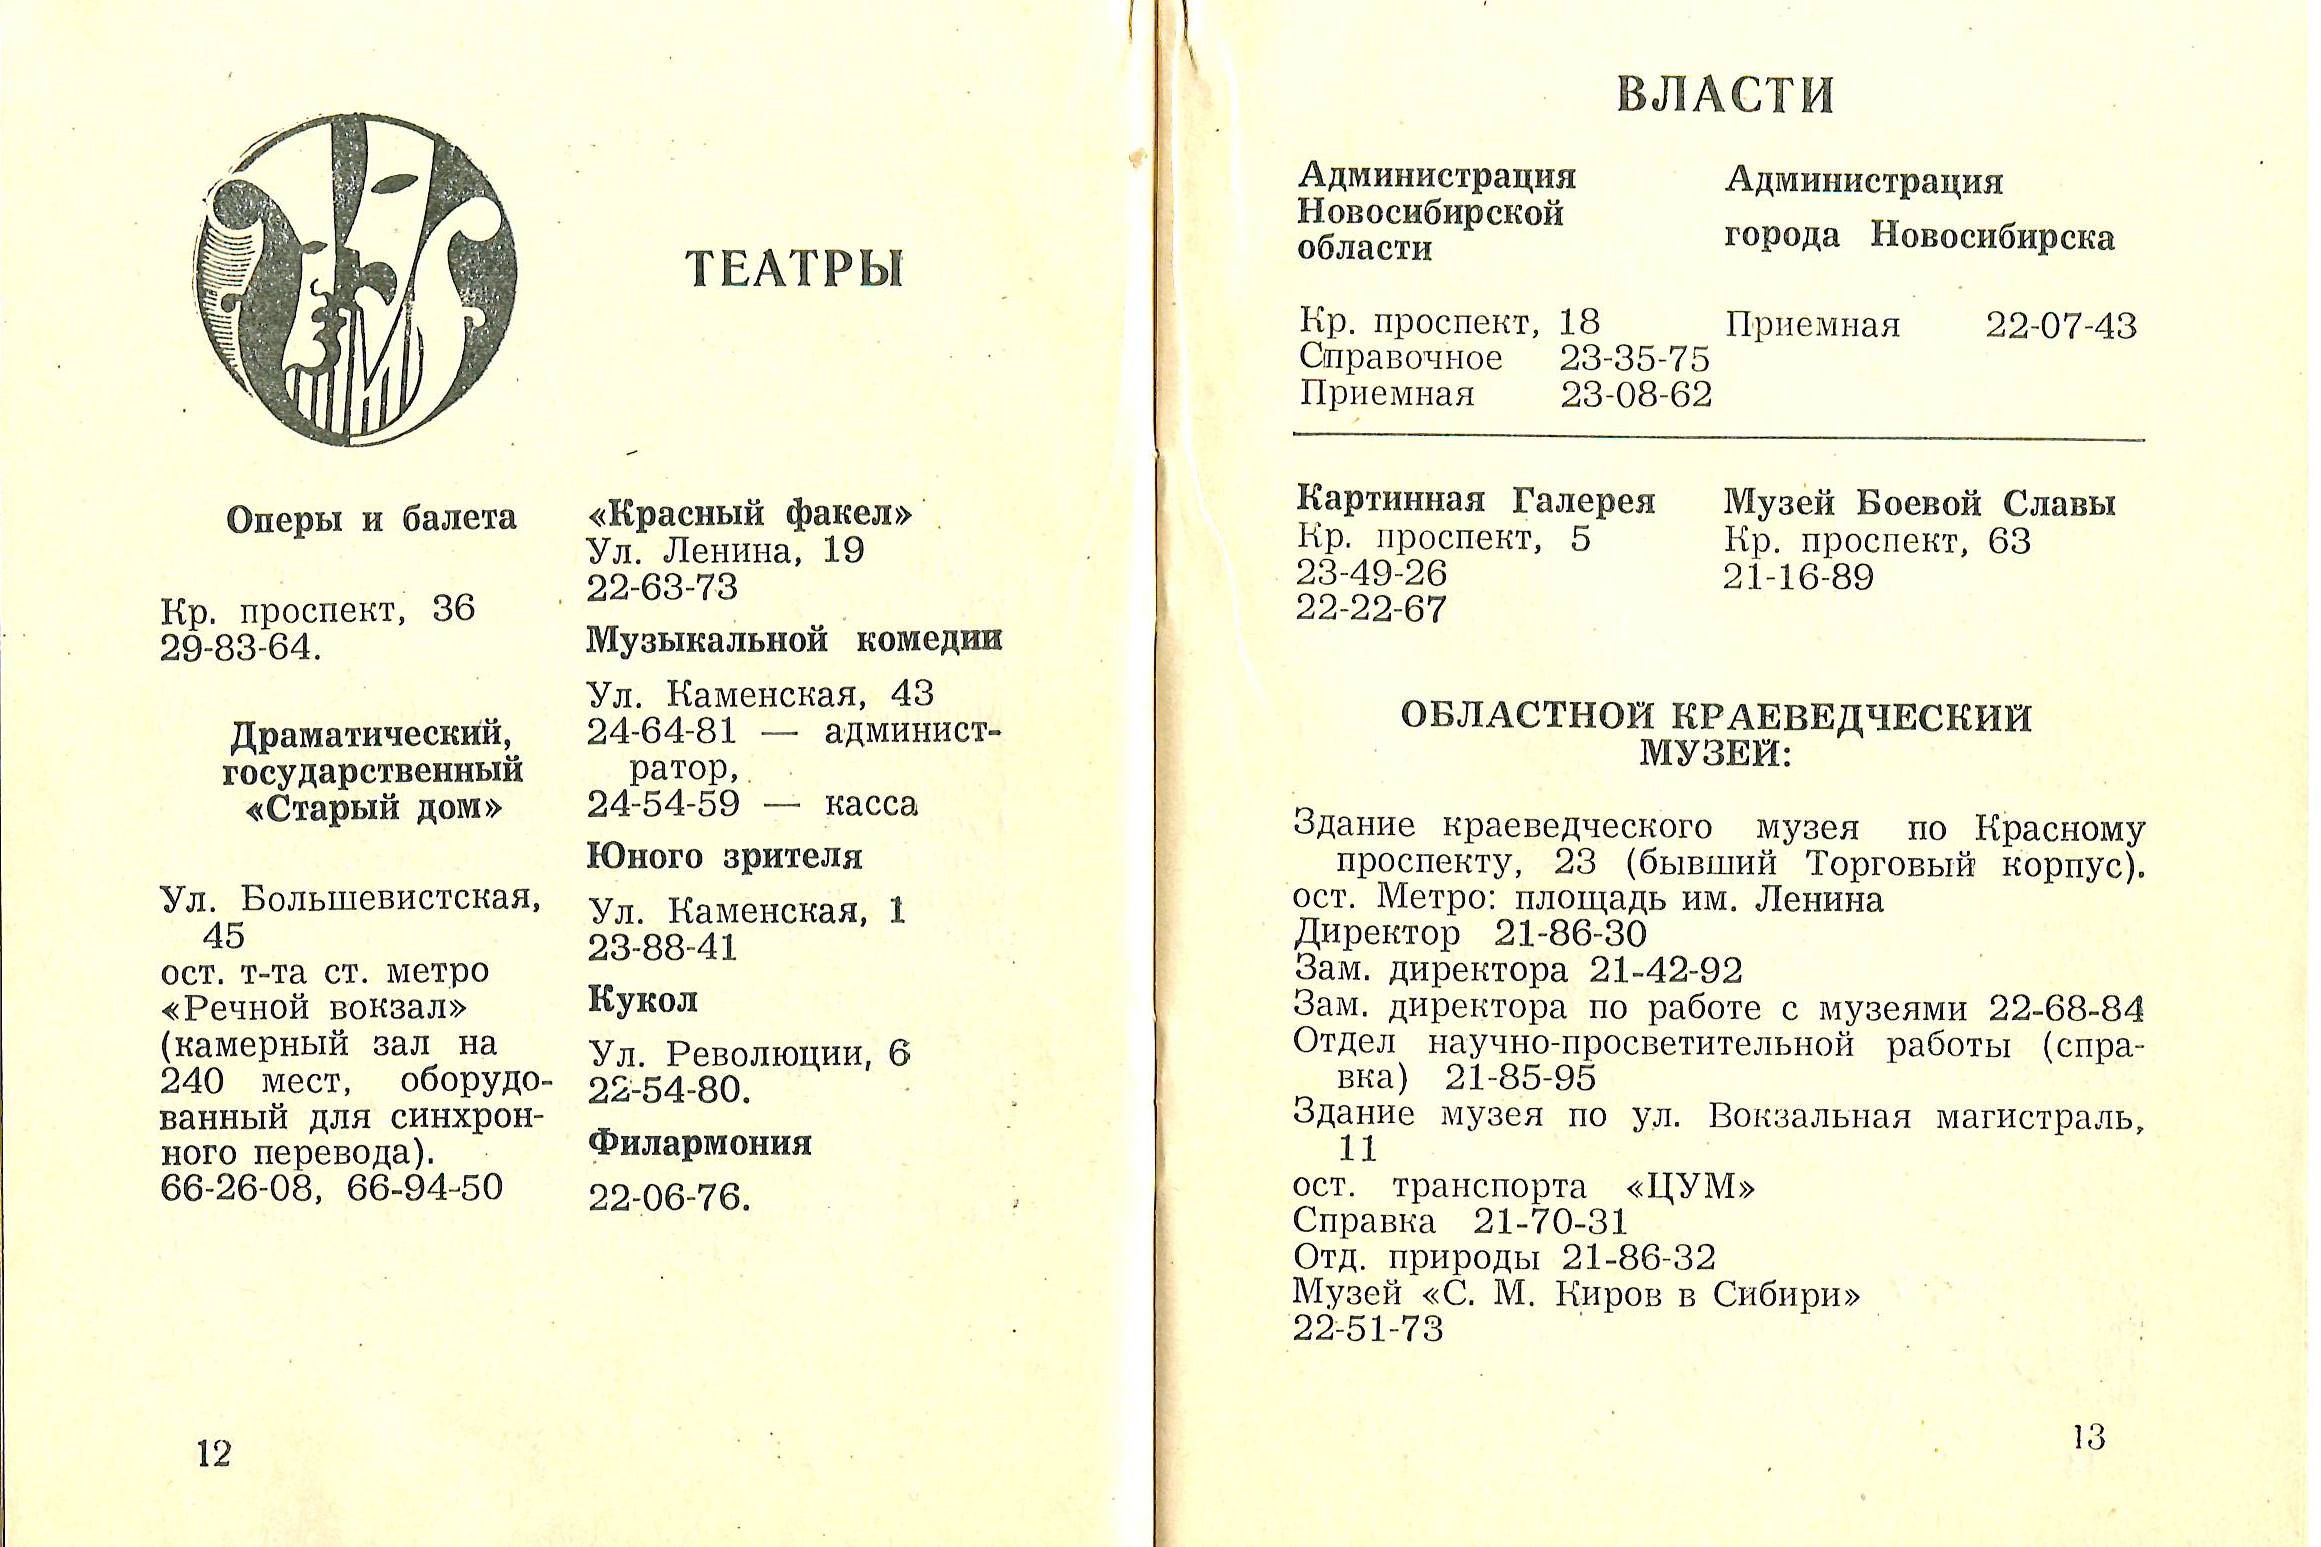 ТЕАТРЫ
Оперы и балета
Кр. проспект, 36
29-83-64.
Драматический,
государственный
«Старый дом»
Ул. Большевистская,
45
ост. т-та ст. метро
«Речной вокзал»
(камерный зал на
240 мест, оборудо-
ванный для синхрон-
ного перевода).
66-26-08, 66-94-50
«Красный факел»
Ул. Ленина, 19
22-63-73
Музыкальной комедии
Ул. Каменская, 43
24-64-81 — админист-
ратор,
24-54-59 — касса
Юного зрителя
Ул. Каменская, 1
23-88-41
Кукол
Ул. Революции, 6
22-54-80.
Филармония
22-06-76.
12
ВЛАСТИ
Администрация
Новосибирской
области
Кр. проспект, 18
Справочное 23-35-75
Приемная 23-08-62
Администрация
города Новосибирска
Приемная 22-07-43
Картинная Галерея
Кр. проспект, 5
23-49-26
22-22-67
Музей Боевой Славы
Кр. проспект, 63
21-16-89
ОБЛАСТНОЙ КРАЕВЕДЧЕСКИЙ
МУЗЕЙ:
Здание краеведческого музея по Красному
проспекту, 23 (бывший Торговый корпус).
ост. Метро: площадь им. Ленина
Директор 21-86-30
Зам. директора 21-42-92
Зам. директора по работе с музеями 22-68-84
Отдел научно-просветительной работы (спра-
вка) 21-85-95
Здание музея по ул. Вокзальная магистраль,
11
ост. транспорта «ЦУМ»
Справка 21-70-31
Отд. природы 21-86-32
Музей «С. М. Киров в Сибири»
22-51-73
13